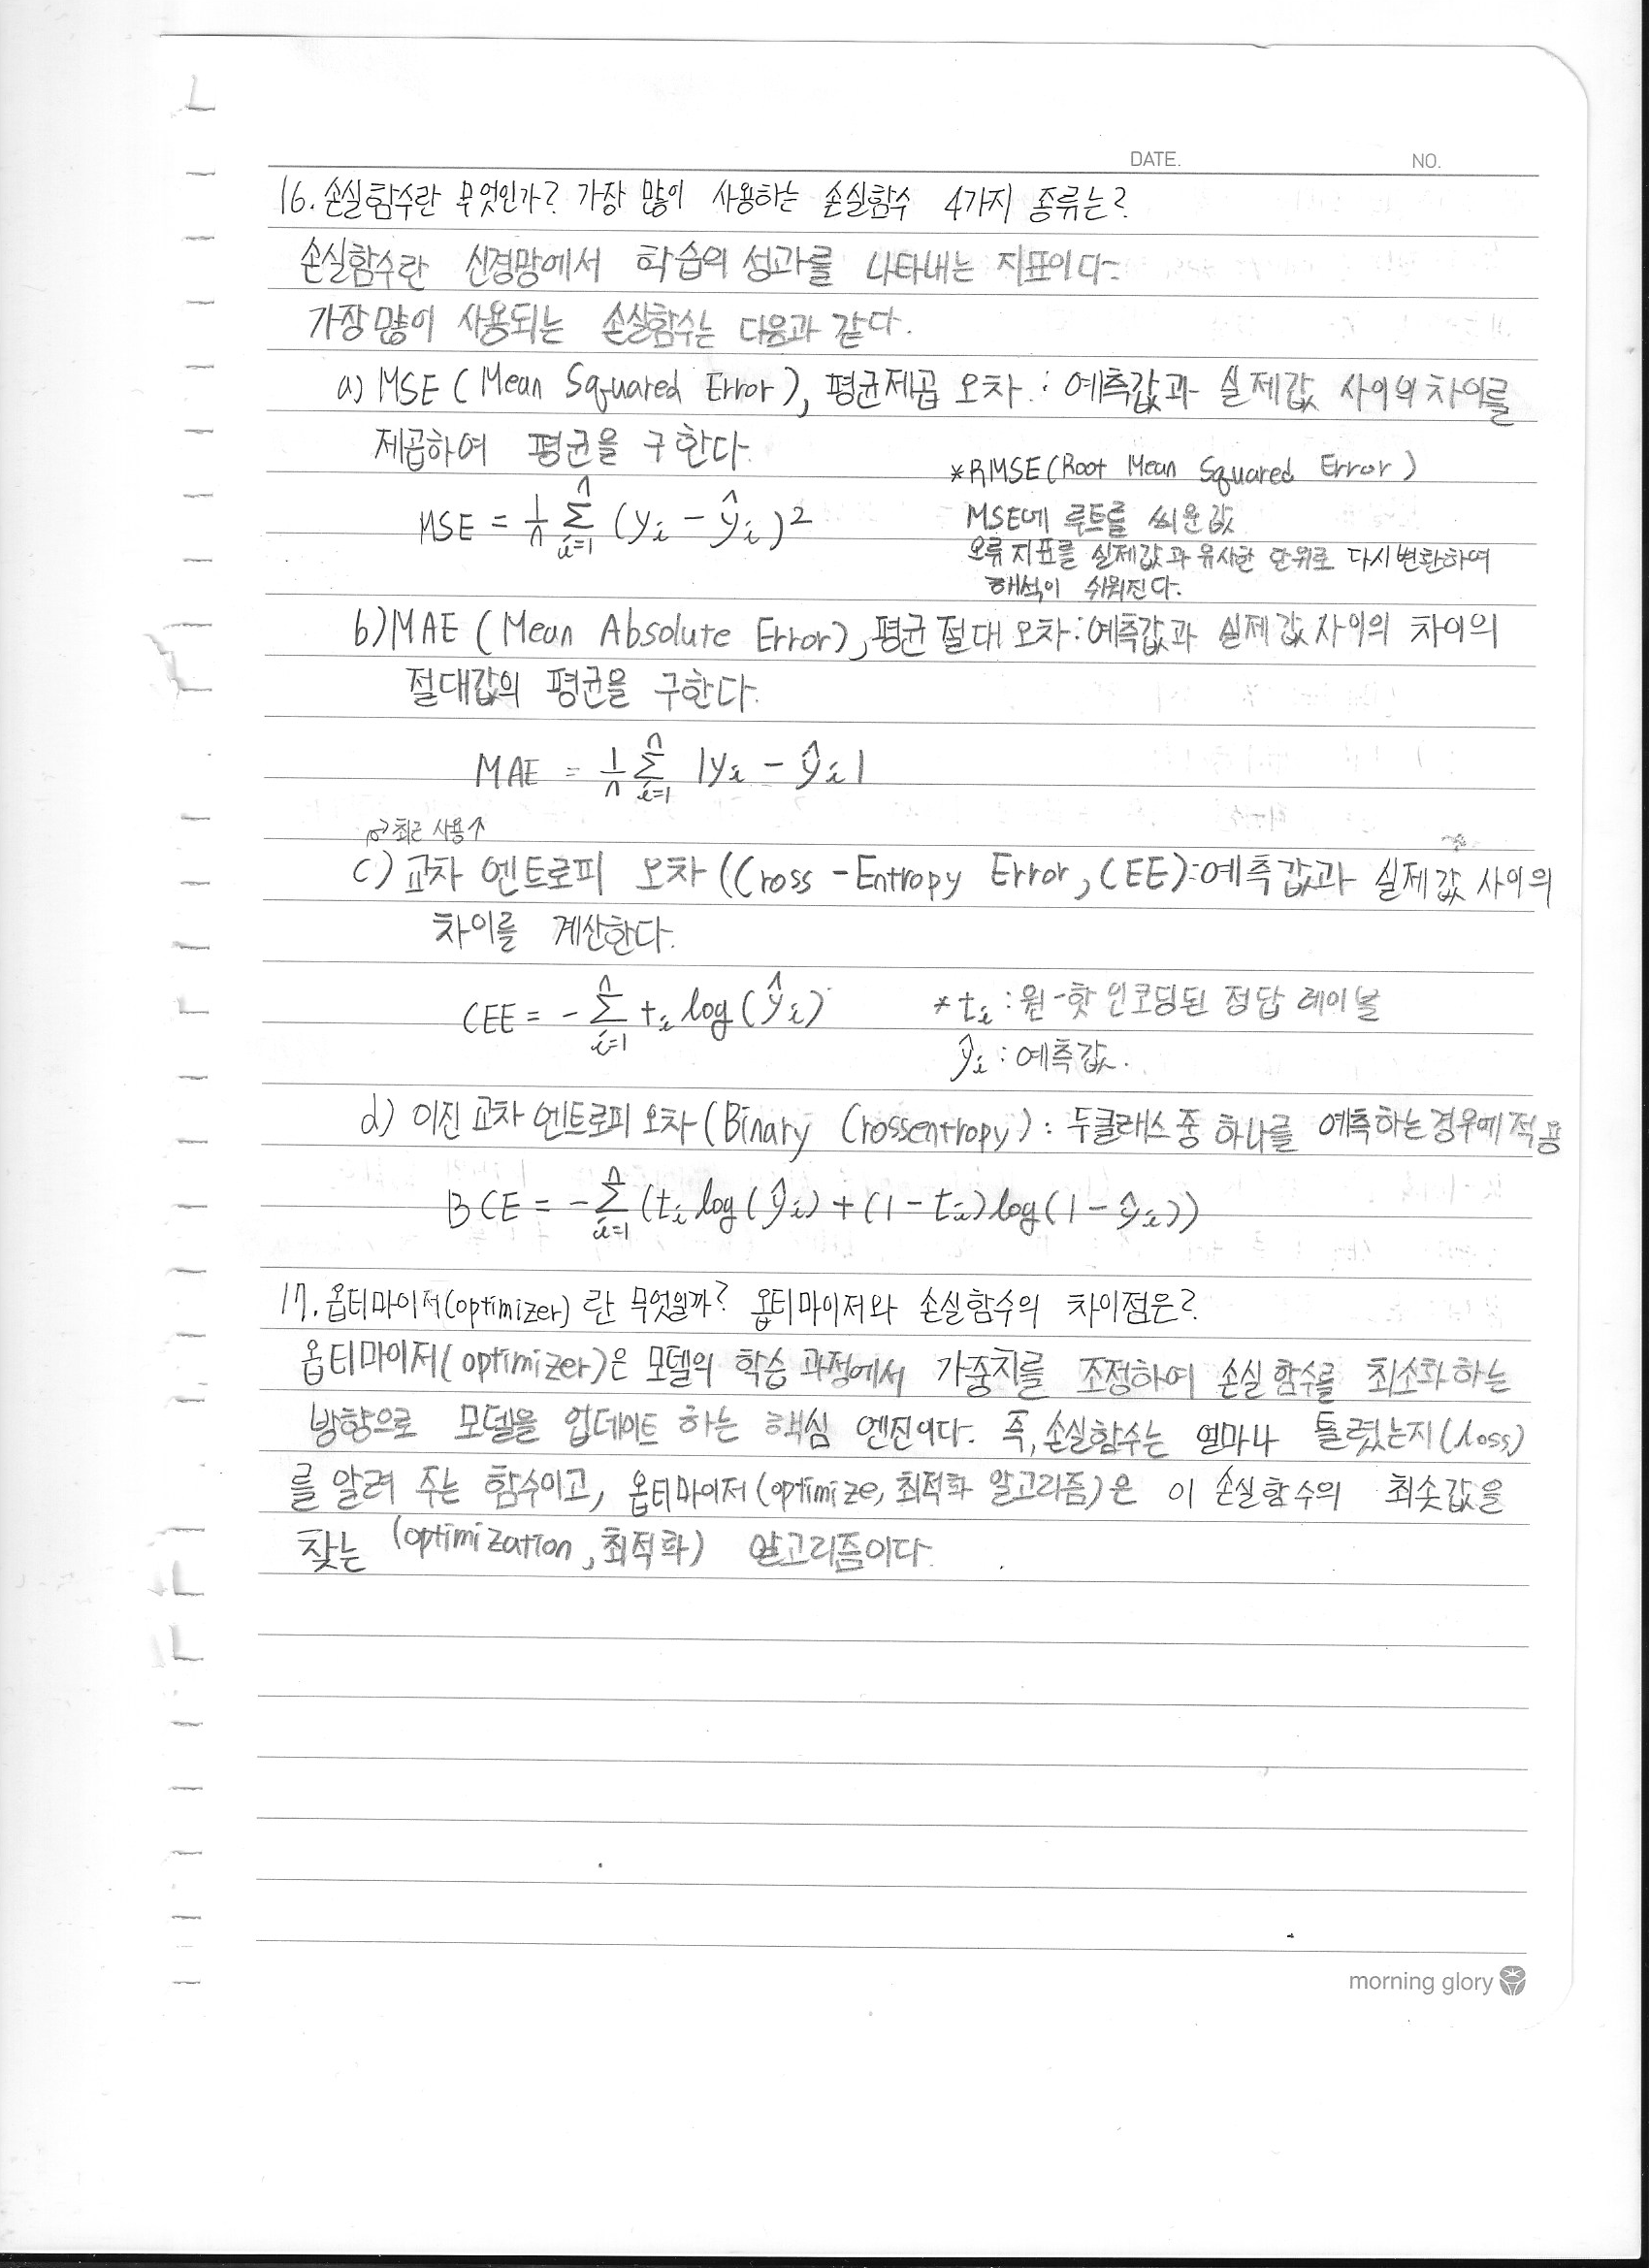 DATE. NO.
16. 손실함수란 무엇인가? 가장 많이 사용하는 손실함수 4가지 종류는?
손실함수란 신경망에서 학습의 성과를 나타내는 지표이다.
가장 많이 사용되는 손실함수는 다음과 같다.
a) MSE (Mean Squared Error), 평균제곱 오차 : 예측값과 실제값 사이의 차이를
제곱하여 평균을 구한다.
MSE = 1/n Σ_{i=1}^{n} (y_i - ŷ_i)²
*RMSE(Root Mean Squared Error)
MSE에 루트를 씌운값
오류 지표를 실제값과 유사한 단위로 다시변환하여
해석이 쉬워진다.
b) MAE (Mean Absolute Error), 평균 절대 오차 : 예측값과 실제값 사이의 차이의
절대값의 평균을 구한다.
MAE = 1/n Σ_{i=1}^{n} |y_i - ŷ_i|
최근 사용↑
c) 교차 엔트로피 오차 (Cross-Entropy Error, CEE) : 예측값과 실제값 사이의
차이를 계산한다.
CEE = - Σ_{i=1}^{n} t_i log(ŷ_i)
*t_i : 원-핫 인코딩된 정답 레이블
ŷ_i : 예측값.
d) 이진 교차 엔트로피 오차 (Binary Crossentropy) : 두클래스 중 하나를 예측하는경우에 적용
BCE = - Σ_{i=1}^{n} (t_i log(ŷ_i) + (1 - t_i) log(1 - ŷ_i))
17. 옵티마이저(optimizer) 란 무엇일까? 옵티마이저와 손실함수의 차이점은?
옵티마이저(optimizer)은 모델의 학습 과정에서 가중치를 조정하여 손실 함수를 최소화 하는
방향으로 모델을 업데이트 하는 핵심 엔진이다. 즉, 손실함수는 얼마나 틀렸는지(loss)
를 알려 주는 함수이고, 옵티마이저(optimize, 최적화 알고리즘)은 이 손실함수의 최솟값을
찾는 (optimization, 최적화) 알고리즘이다.
morning glory